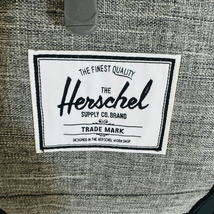 THE FINEST QUALITY
THE
Herschel
SUPPLY CO. BRAND
TRADE MARK
DESIGNED IN THE HERSCHEL WORKSHOP